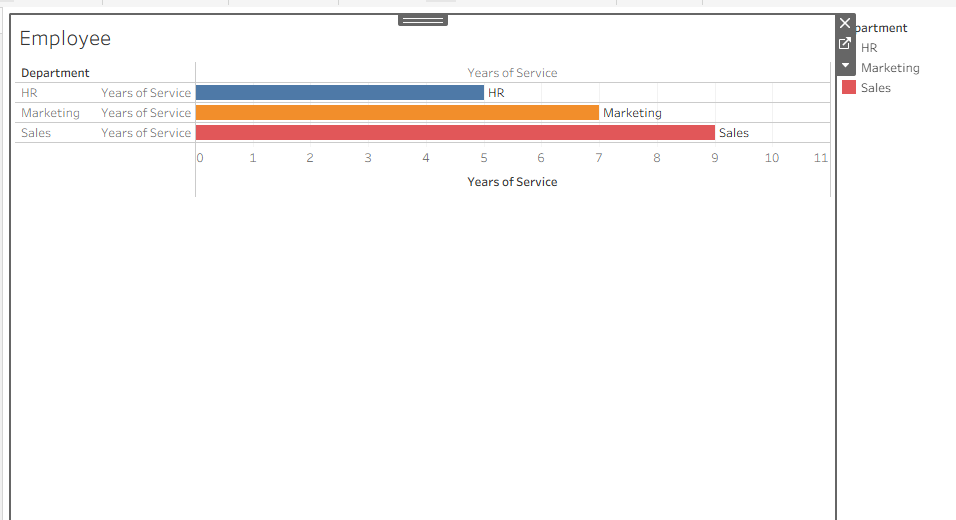 Employee
Department
Years of Service
HR Years of Service HR
Marketing Years of Service Marketing
Sales Years of Service Sales
0 1 2 3 4 5 6 7 8 9 10 11
Years of Service
partment
HR
Marketing
Sales